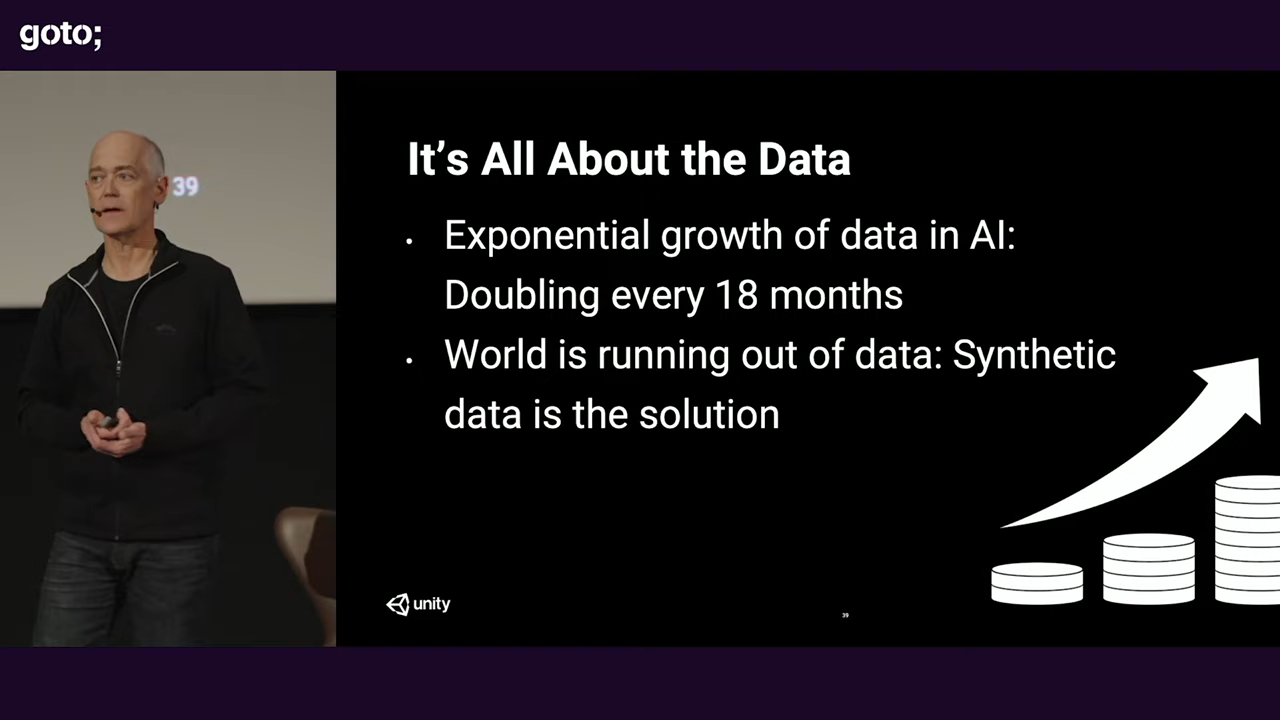 goto;
39
It’s All About the Data
• Exponential growth of data in AI:
Doubling every 18 months
• World is running out of data: Synthetic
data is the solution
unity
39